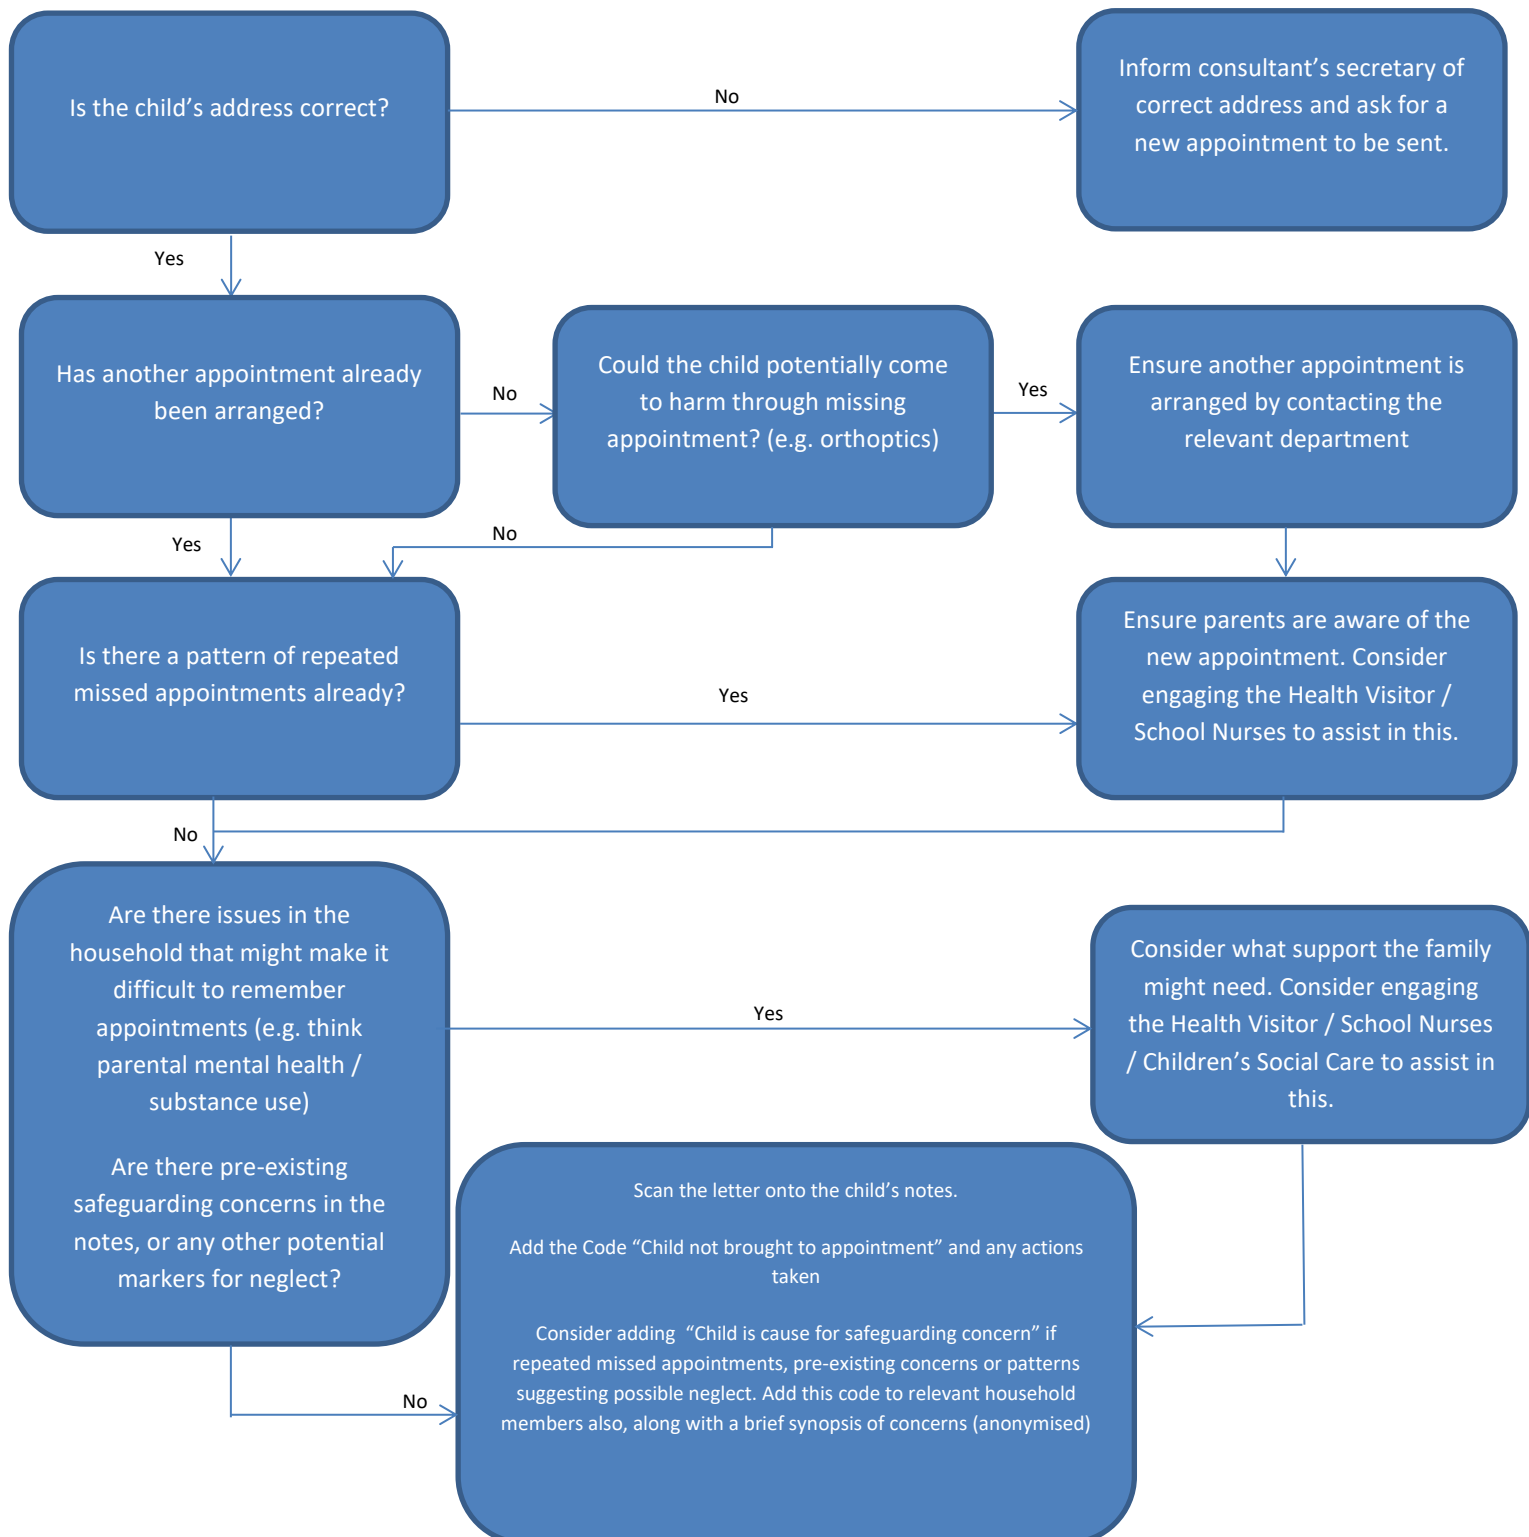 Is the child’s address correct?
No
Inform consultant’s secretary of
correct address and ask for a
new appointment to be sent.
Yes
Has another appointment already
been arranged?
No
Could the child potentially come
to harm through missing
appointment? (e.g. orthoptics)
Yes
Ensure another appointment is
arranged by contacting the
relevant department
Yes
No
Is there a pattern of repeated
missed appointments already?
Yes
Ensure parents are aware of the
new appointment. Consider
engaging the Health Visitor /
School Nurses to assist in this.
No
Are there issues in the
household that might make it
difficult to remember
appointments (e.g. think
parental mental health /
substance use)
Are there pre-existing
safeguarding concerns in the
notes, or any other potential
markers for neglect?
Yes
Consider what support the family
might need. Consider engaging
the Health Visitor / School Nurses
/ Children’s Social Care to assist in
this.
No
Scan the letter onto the child’s notes.
Add the Code “Child not brought to appointment” and any actions
taken
Consider adding “Child is cause for safeguarding concern” if
repeated missed appointments, pre-existing concerns or patterns
suggesting possible neglect. Add this code to relevant household
members also, along with a brief synopsis of concerns (anonymised)